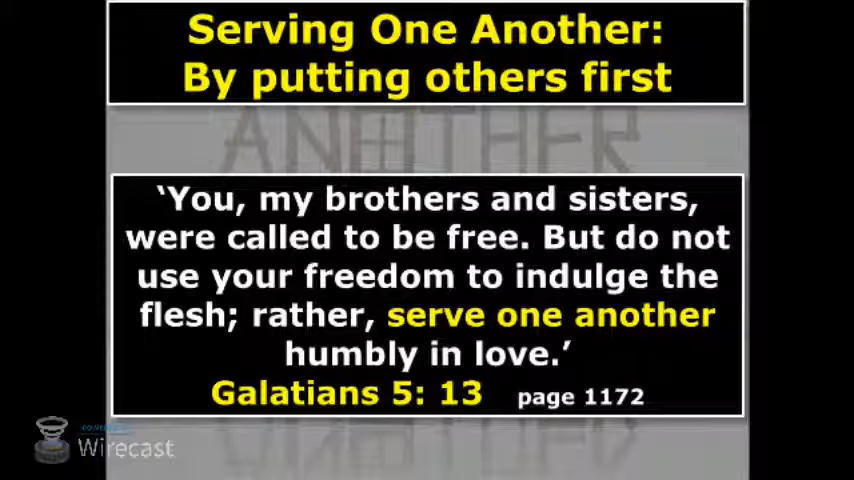 Serving One Another:
By putting others first
ANOTHER
‘You, my brothers and sisters,
were called to be free. But do not
use your freedom to indulge the
flesh; rather, serve one another
humbly in love.’
Galatians 5: 13 page 1172
Wirecast